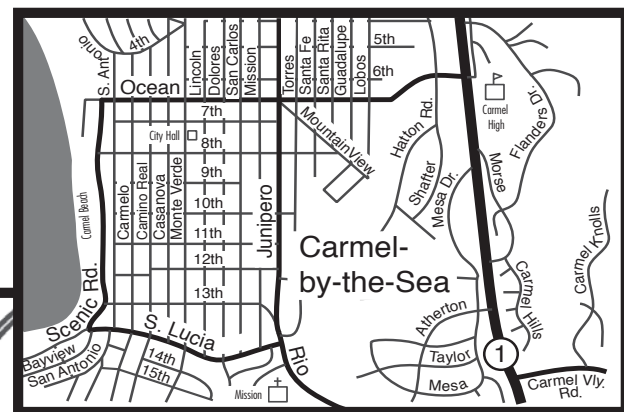 S. Ant
onio
4th
Ocean
Lincoln
Dolores
San Carlos
Mission
Torres
Santa Fe
Santa Rita
Guadalupe
Lobos
5th
6th
7th
City Hall
8th
Mountain View
Hatton Rd.
Carmel
High
Flanders Dr.
9th
10th
11th
12th
13th
Carmelo
Camino Real
Casanova
Monte Verde
Junipero
Carmel Beach
Shafter
Mesa Dr.
Morse
Carmel-
by-the-Sea
Carmel Knolls
Carmel Hills
Scenic Rd.
S. Lucia
Rio
Atherton
Taylor
Mesa
1
Bayview
San Antonio
14th
15th
Mission
Carmel Vly.
Rd.